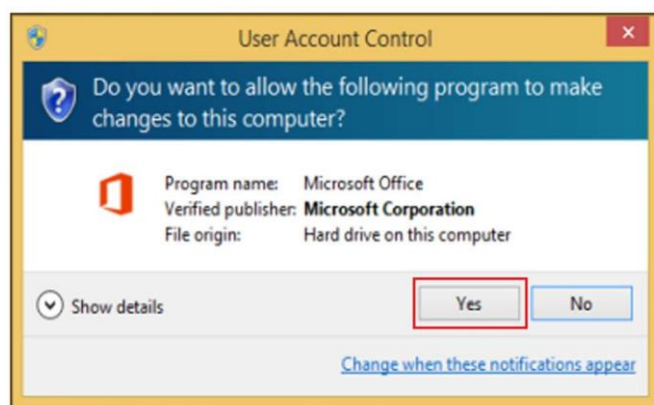 User Account Control
Do you want to allow the following program to make
changes to this computer?
Program name: Microsoft Office
Verified publisher: Microsoft Corporation
File origin: Hard drive on this computer
Show details
Yes No
Change when these notifications appear